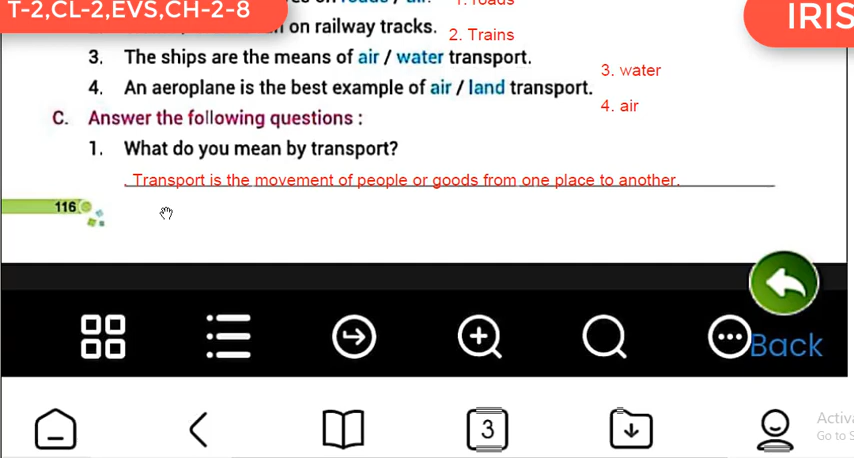 T-2,CL-2,EVS,CH-2-8
IRIS
1. roads
on railway tracks.
2. Trains
3. The ships are the means of air / water transport.
3. water
4. An aeroplane is the best example of air / land transport.
4. air
C. Answer the following questions :
1. What do you mean by transport?
. Transport is the movement of people or goods from one place to another.
116
Back
3
Activ
Go to S